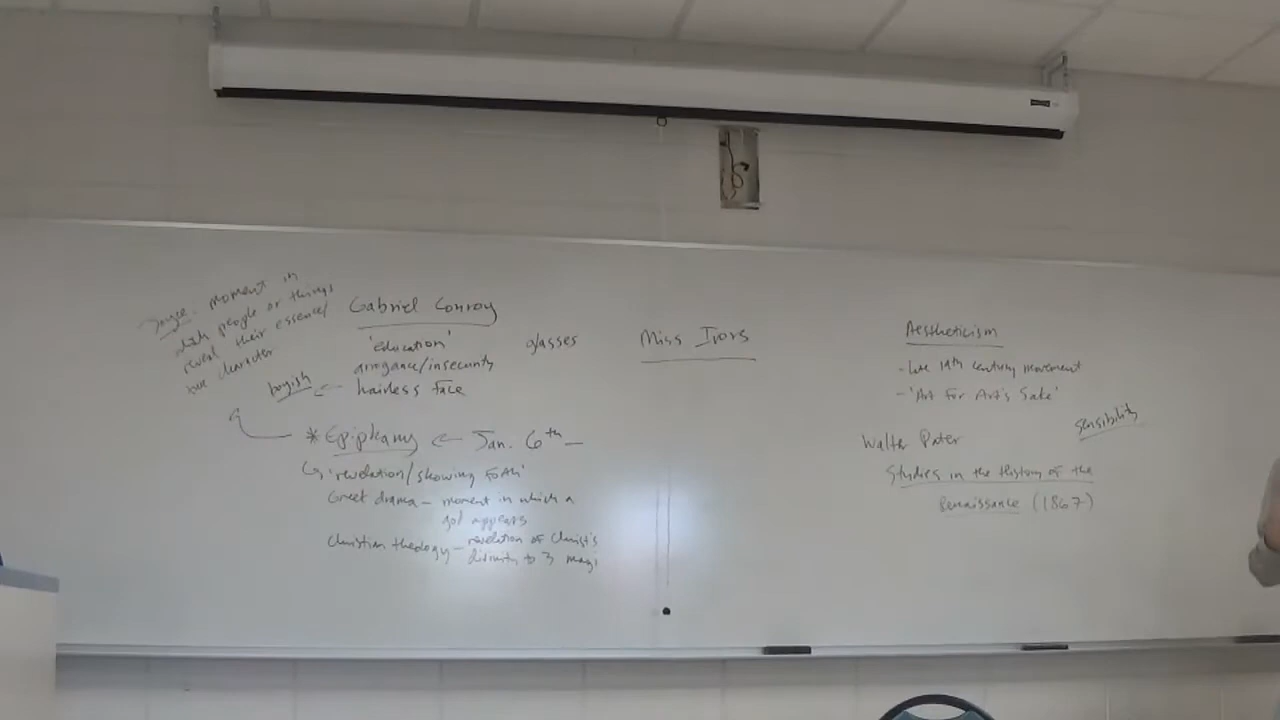 Joyce - moment in
which people or things
reveal their essence/
true character
Gabriel Conroy
'education'
arrogance/insecurity
boyish ← hairless face
glasses
Miss Ivors
* Epiphany ← Jan. 6th
↳ 'revelation/showing forth'
Greek drama - moment in which a
god appears
Christian theology - revelation of Christ's
divinity to 3 magi
Aestheticism
- late 19th century movement
- 'Art for Art's Sake'
sensibility
Walter Pater
Studies in the History of the
Renaissance (1867)